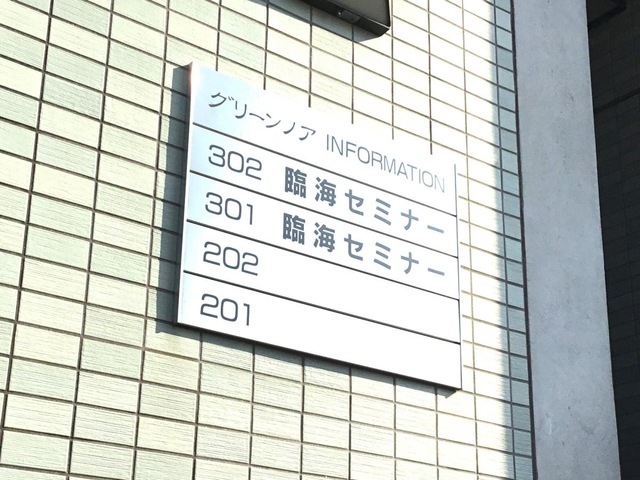 グリーンノア INFORMATION
302 臨海セミナー
301 臨海セミナー
202
201